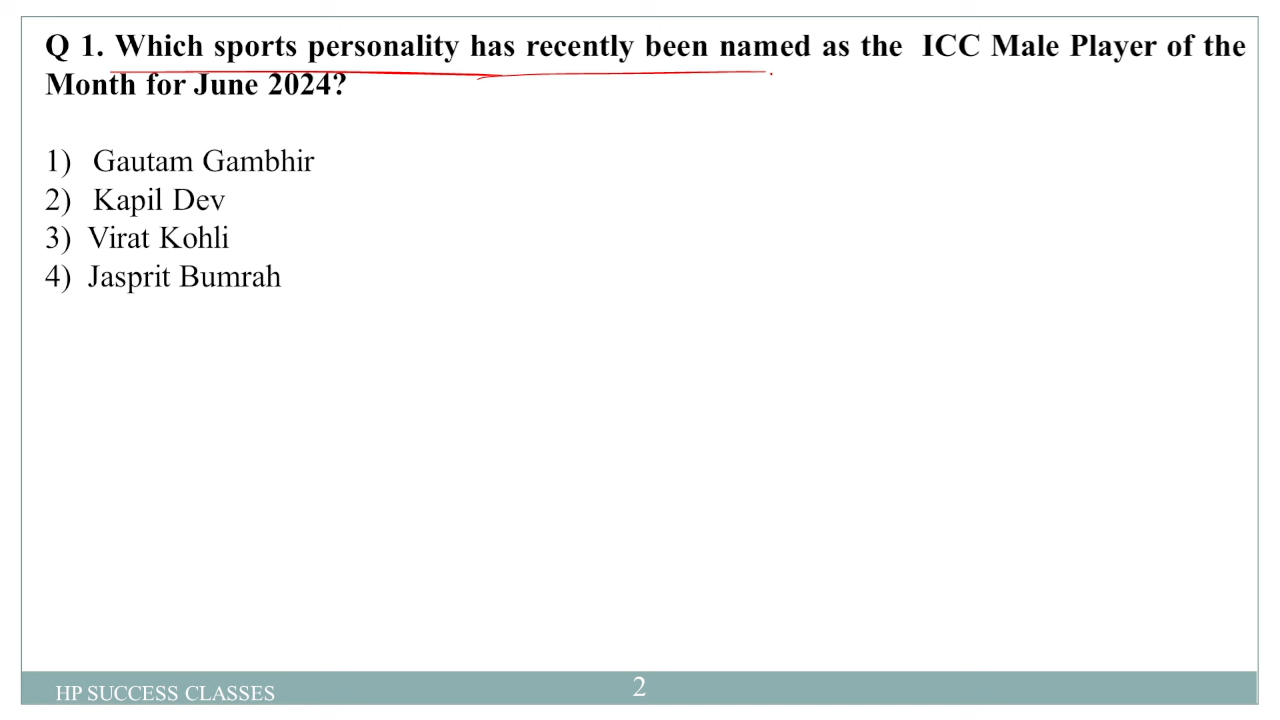 Q 1. Which sports personality has recently been named as the ICC Male Player of the
Month for June 2024?
1) Gautam Gambhir
2) Kapil Dev
3) Virat Kohli
4) Jasprit Bumrah
HP SUCCESS CLASSES
2